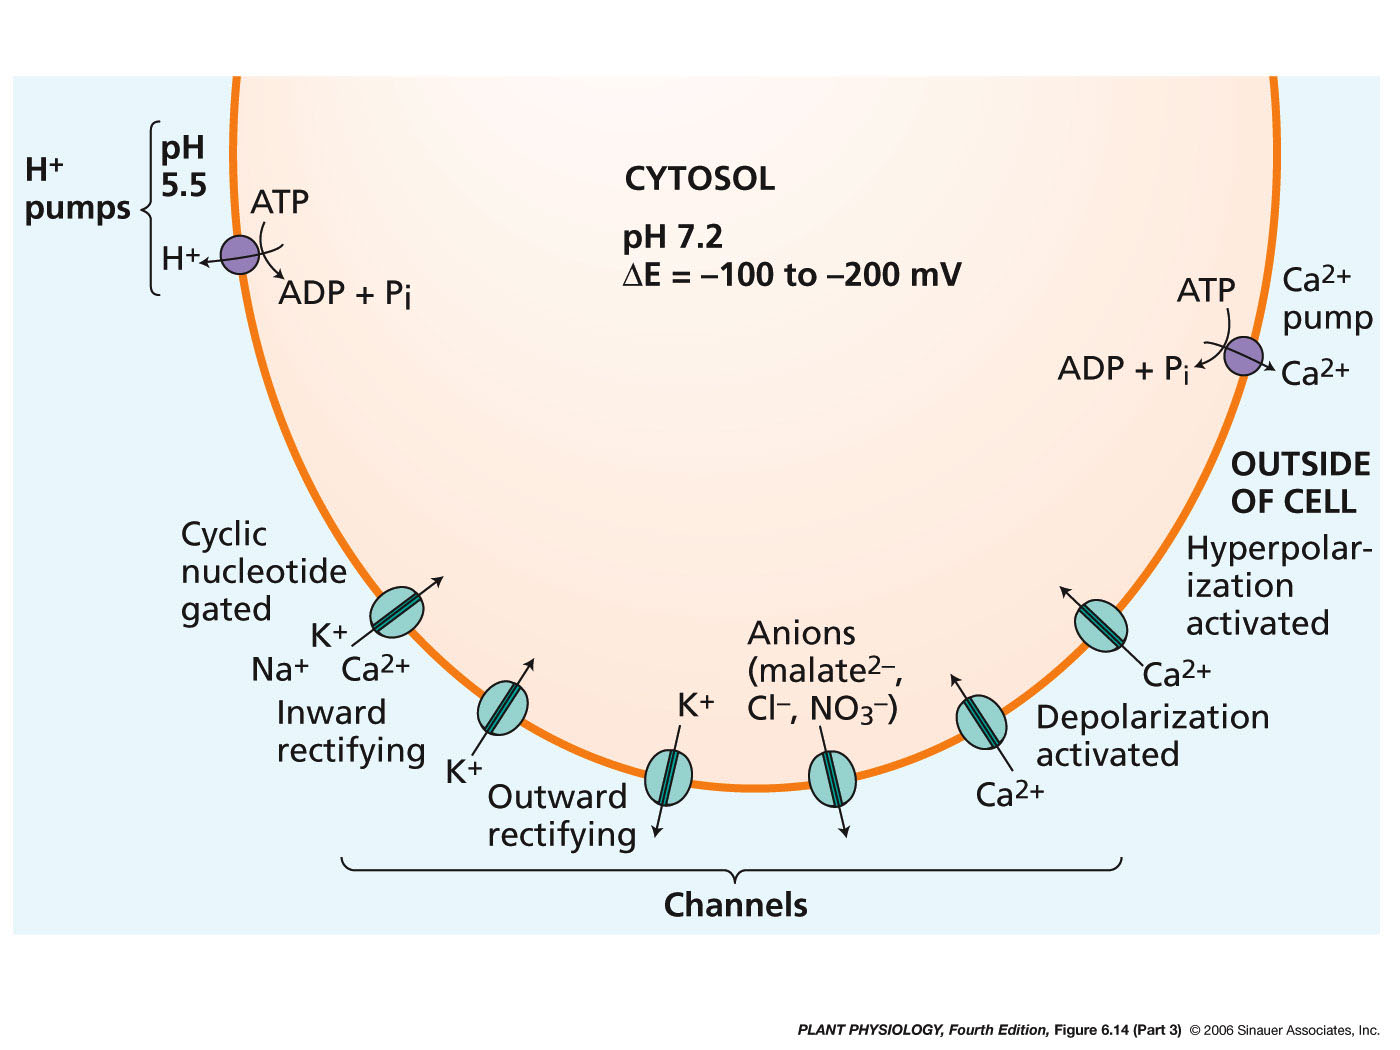 H+
pumps
pH
5.5
H+
ATP
ADP + Pi
CYTOSOL
pH 7.2
ΔE = –100 to –200 mV
ATP
ADP + Pi
Ca2+
pump
Ca2+
OUTSIDE
OF CELL
Cyclic
nucleotide
gated
K+
Na+ Ca2+
Inward
rectifying
K+
Outward
rectifying
K+
Anions
(malate2–,
Cl–, NO3–)
Ca2+
Depolarization
activated
Hyperpolar-
ization
activated
Ca2+
Channels
PLANT PHYSIOLOGY, Fourth Edition, Figure 6.14 (Part 3) © 2006 Sinauer Associates, Inc.